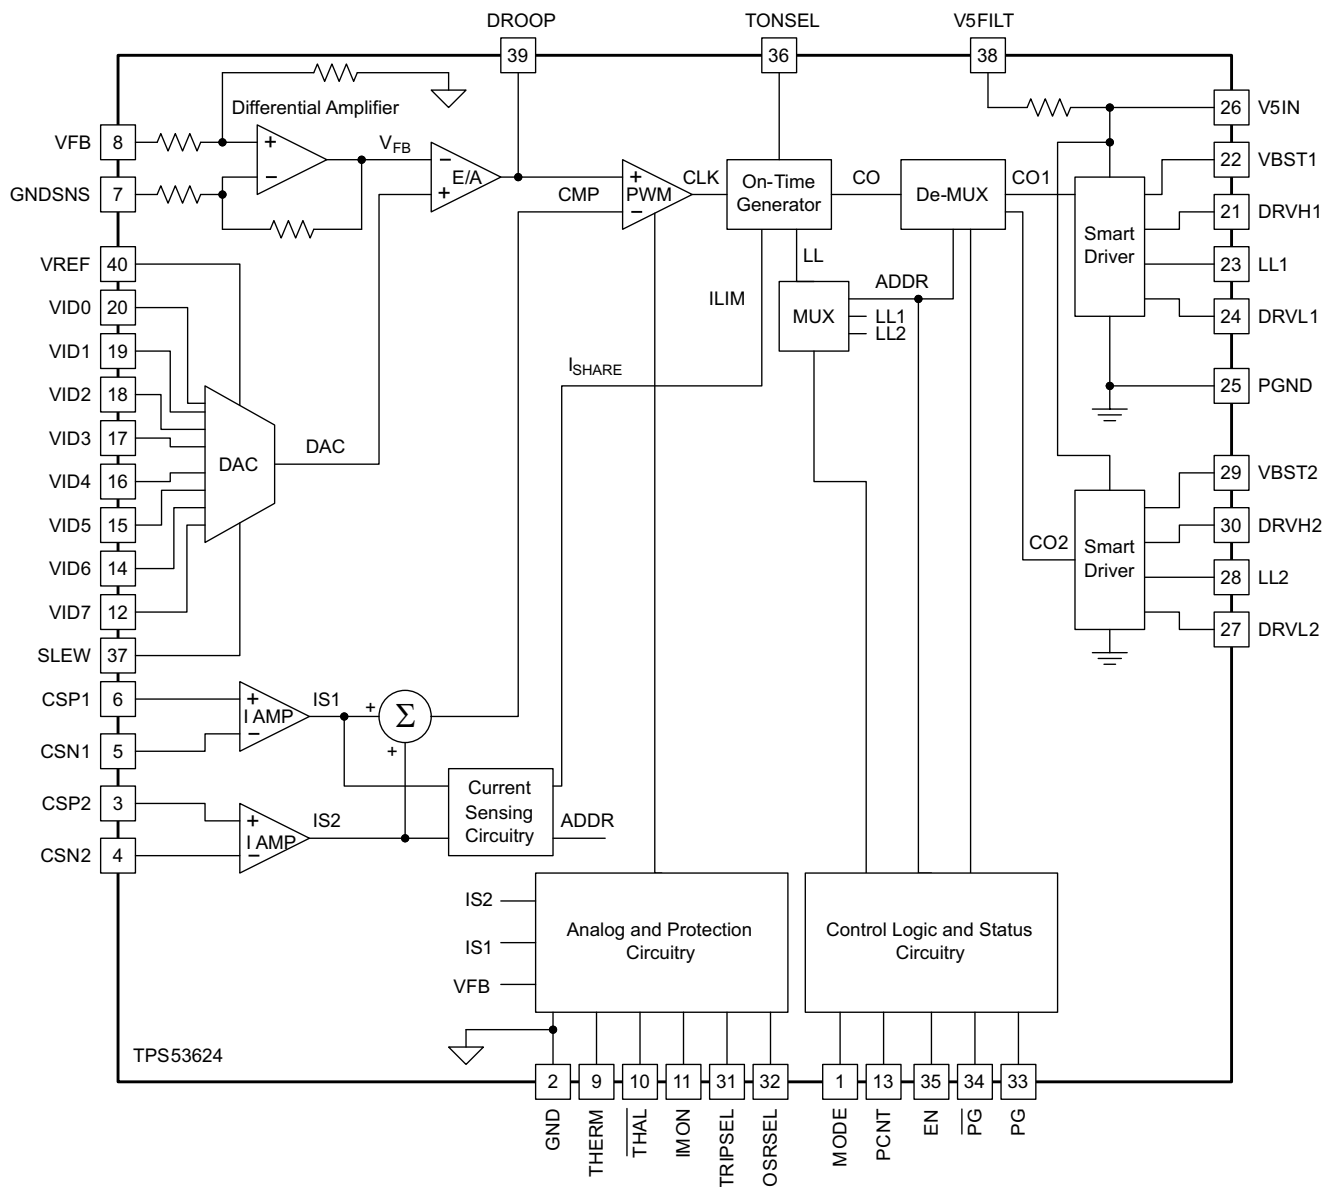 DROOP
TONSEL
V5FILT
39
36
38
Differential Amplifier
VFB
8
+
−
GNDSNS
7
VFB
−
E/A
+
CMP
+
PWM
−
CLK
On-Time
Generator
CO
De-MUX
CO1
Smart
Driver
26
V5IN
22
VBST1
21
DRVH1
23
LL1
24
DRVL1
25
PGND
VREF
40
VID0
20
VID1
19
VID2
18
VID3
17
VID4
16
VID5
15
VID6
14
VID7
12
SLEW
37
DAC
DAC
LL
ILIM
ISHARE
MUX
ADDR
LL1
LL2
CO2
Smart
Driver
29
VBST2
30
DRVH2
28
LL2
27
DRVL2
CSP1
6
CSN1
5
+
I AMP
−
IS1
+
Σ
+
CSP2
3
CSN2
4
+
I AMP
−
IS2
Current
Sensing
Circuitry
ADDR
IS2
IS1
VFB
Analog and Protection
Circuitry
Control Logic and Status
Circuitry
TPS53624
2
9
10
11
31
32
1
13
35
34
33
GND
THERM
THAL
IMON
TRIPSEL
OSRSEL
MODE
PCNT
EN
PG
PG